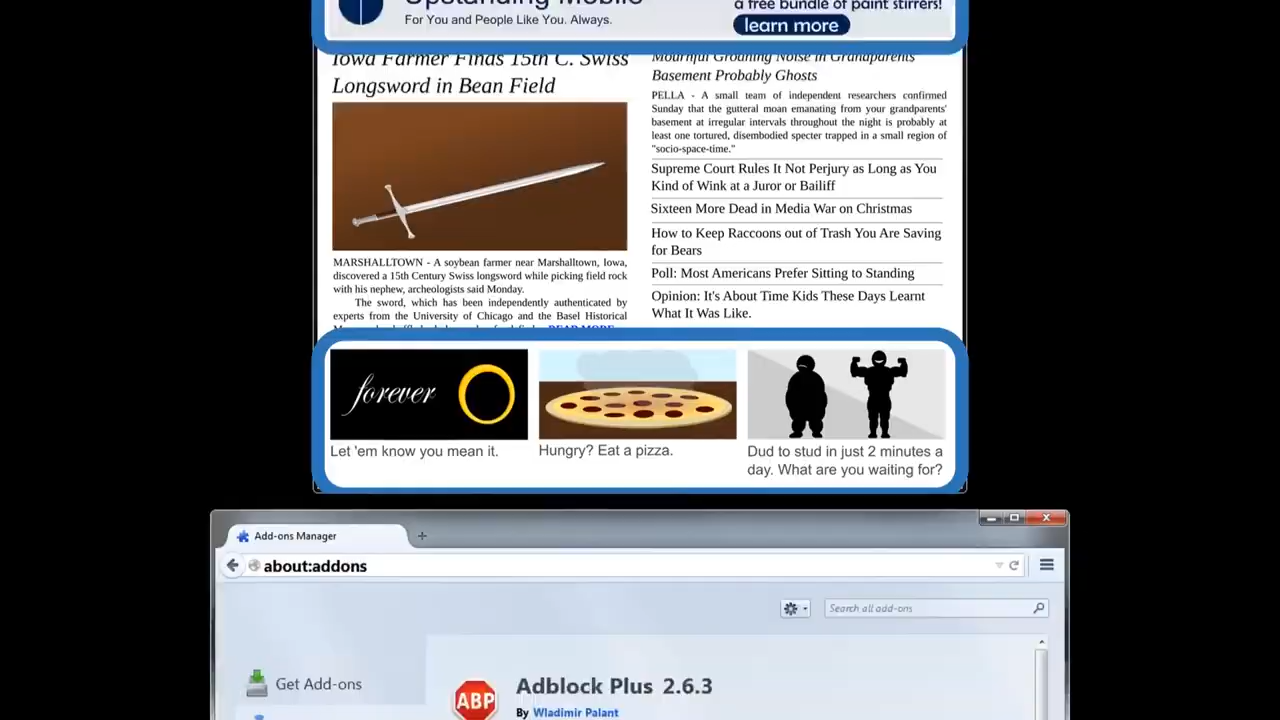 Upstanding Mobile
For You and People Like You. Always.
a free bundle of paint stirrers!
learn more
Iowa Farmer Finds 15th C. Swiss
Longsword in Bean Field
MARSHALLTOWN - A soybean farmer near Marshalltown, Iowa,
discovered a 15th Century Swiss longsword while picking field rock
with his nephew, archeologists said Monday.
The sword, which has been independently authenticated by
experts from the University of Chicago and the Basel Historical
READ MORE
Mournful Groaning Noise in Grandparents'
Basement Probably Ghosts
PELLA - A small team of independent researchers confirmed
Sunday that the gutteral moan emanating from your grandparents'
basement at irregular intervals throughout the night is probably at
least one tortured, disembodied specter trapped in a small region of
"socio-space-time."
Supreme Court Rules It Not Perjury as Long as You
Kind of Wink at a Juror or Bailiff
Sixteen More Dead in Media War on Christmas
How to Keep Raccoons out of Trash You Are Saving
for Bears
Poll: Most Americans Prefer Sitting to Standing
Opinion: It's About Time Kids These Days Learnt
What It Was Like.
forever
Let 'em know you mean it.
Hungry? Eat a pizza.
Dud to stud in just 2 minutes a
day. What are you waiting for?
Add-ons Manager
about:addons
Search all add-ons
Get Add-ons
ABP
Adblock Plus 2.6.3
By Wladimir Palant